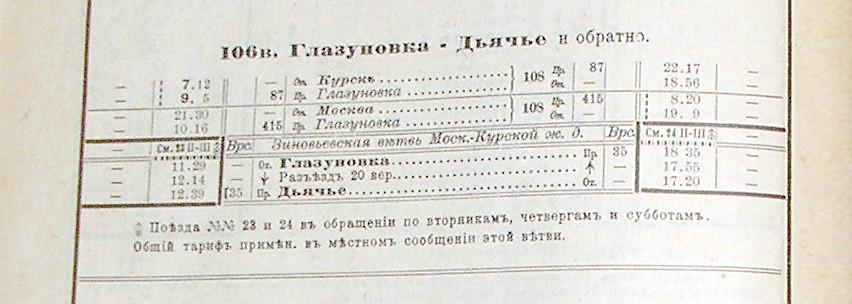 106в. Глазуновка - Дьячье и обратно.
— 7.12 — От. Курскъ 108 Пр. 87 22.17 —
— 9. 5 87 Пр. Глазуновка От. — 18.56 —
— 21.30 — От. Москва 108 Пр. 415 8.20 —
— 10.16 415 Пр. Глазуновка От. — 19. 9 —
См. 23 II-III Врс. Зиновьевская вѣтвь Моск.-Курской ж. д. Врс. См. 24 II-III
— 11.29 — От. Глазуновка Пр. 35 18 35 —
— 12.14 — Разъѣздъ 20 вер. — 17.55 —
— 12.39 35 Пр. Дьячье От. 17.20 —
Поѣзда №№ 23 и 24 въ обращеніи по вторникамъ, четвергамъ и субботамъ.
Общій тарифъ примѣн. въ мѣстномъ сообщеніи этой вѣтви.